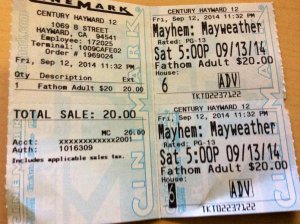 CINEMARK
CENTURY HAYWARD 12
1069 B STREET
HAYWARD, CA 94541
Employee: 172025
Terminal: 1009CAFE02
Order #: 1969024
Fri, Sep 12, 2014 11:32 PM
Qty Description Ext
1 Fathom Adult $20 20.00
TOTAL SALE: 20.00
MC 20.00
Acct: xxxxxxxxxxxx2001
Auth: 1016309
Includes applicable sales tax.
CENTURY HAYWARD 12
Fri, Sep 12, 2014 11:32 PM
Mayhem: Mayweather
Rated: PG-13
Sat 5:00P 09/13/14
Fathom Adult $20.00
House:
6 ADV
TKT02237122
CENTURY HAYWARD 12
Fri, Sep 12, 2014 11:32 PM
Mayhem: Mayweather
Rated: PG-13
Sat 5:00P 09/13/14
Fathom Adult $20.00
House:
6 ADV
TKT02237122
CINEMARK